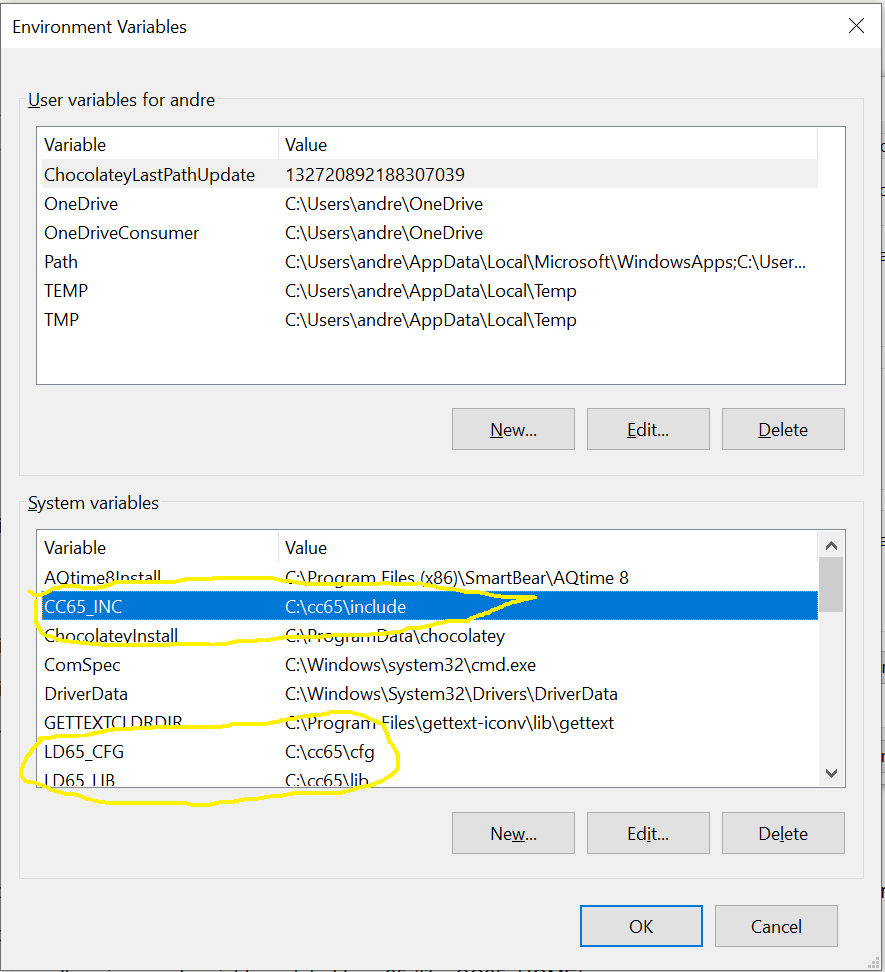 Environment Variables
User variables for andre
Variable Value
ChocolateyLastPathUpdate 132720892188307039
OneDrive C:\Users\andre\OneDrive
OneDriveConsumer C:\Users\andre\OneDrive
Path C:\Users\andre\AppData\Local\Microsoft\WindowsApps;C:\User...
TEMP C:\Users\andre\AppData\Local\Temp
TMP C:\Users\andre\AppData\Local\Temp
New... Edit... Delete
System variables
Variable Value
AQtime8Install C:\Program Files (x86)\SmartBear\AQtime 8
CC65_INC C:\cc65\include
ChocolateyInstall C:\ProgramData\chocolatey
ComSpec C:\Windows\system32\cmd.exe
DriverData C:\Windows\System32\Drivers\DriverData
GETTEXTCLDRDIR C:\Program Files\gettext-iconv\lib\gettext
LD65_CFG C:\cc65\cfg
LD65_LIB C:\cc65\lib
New... Edit... Delete
OK Cancel